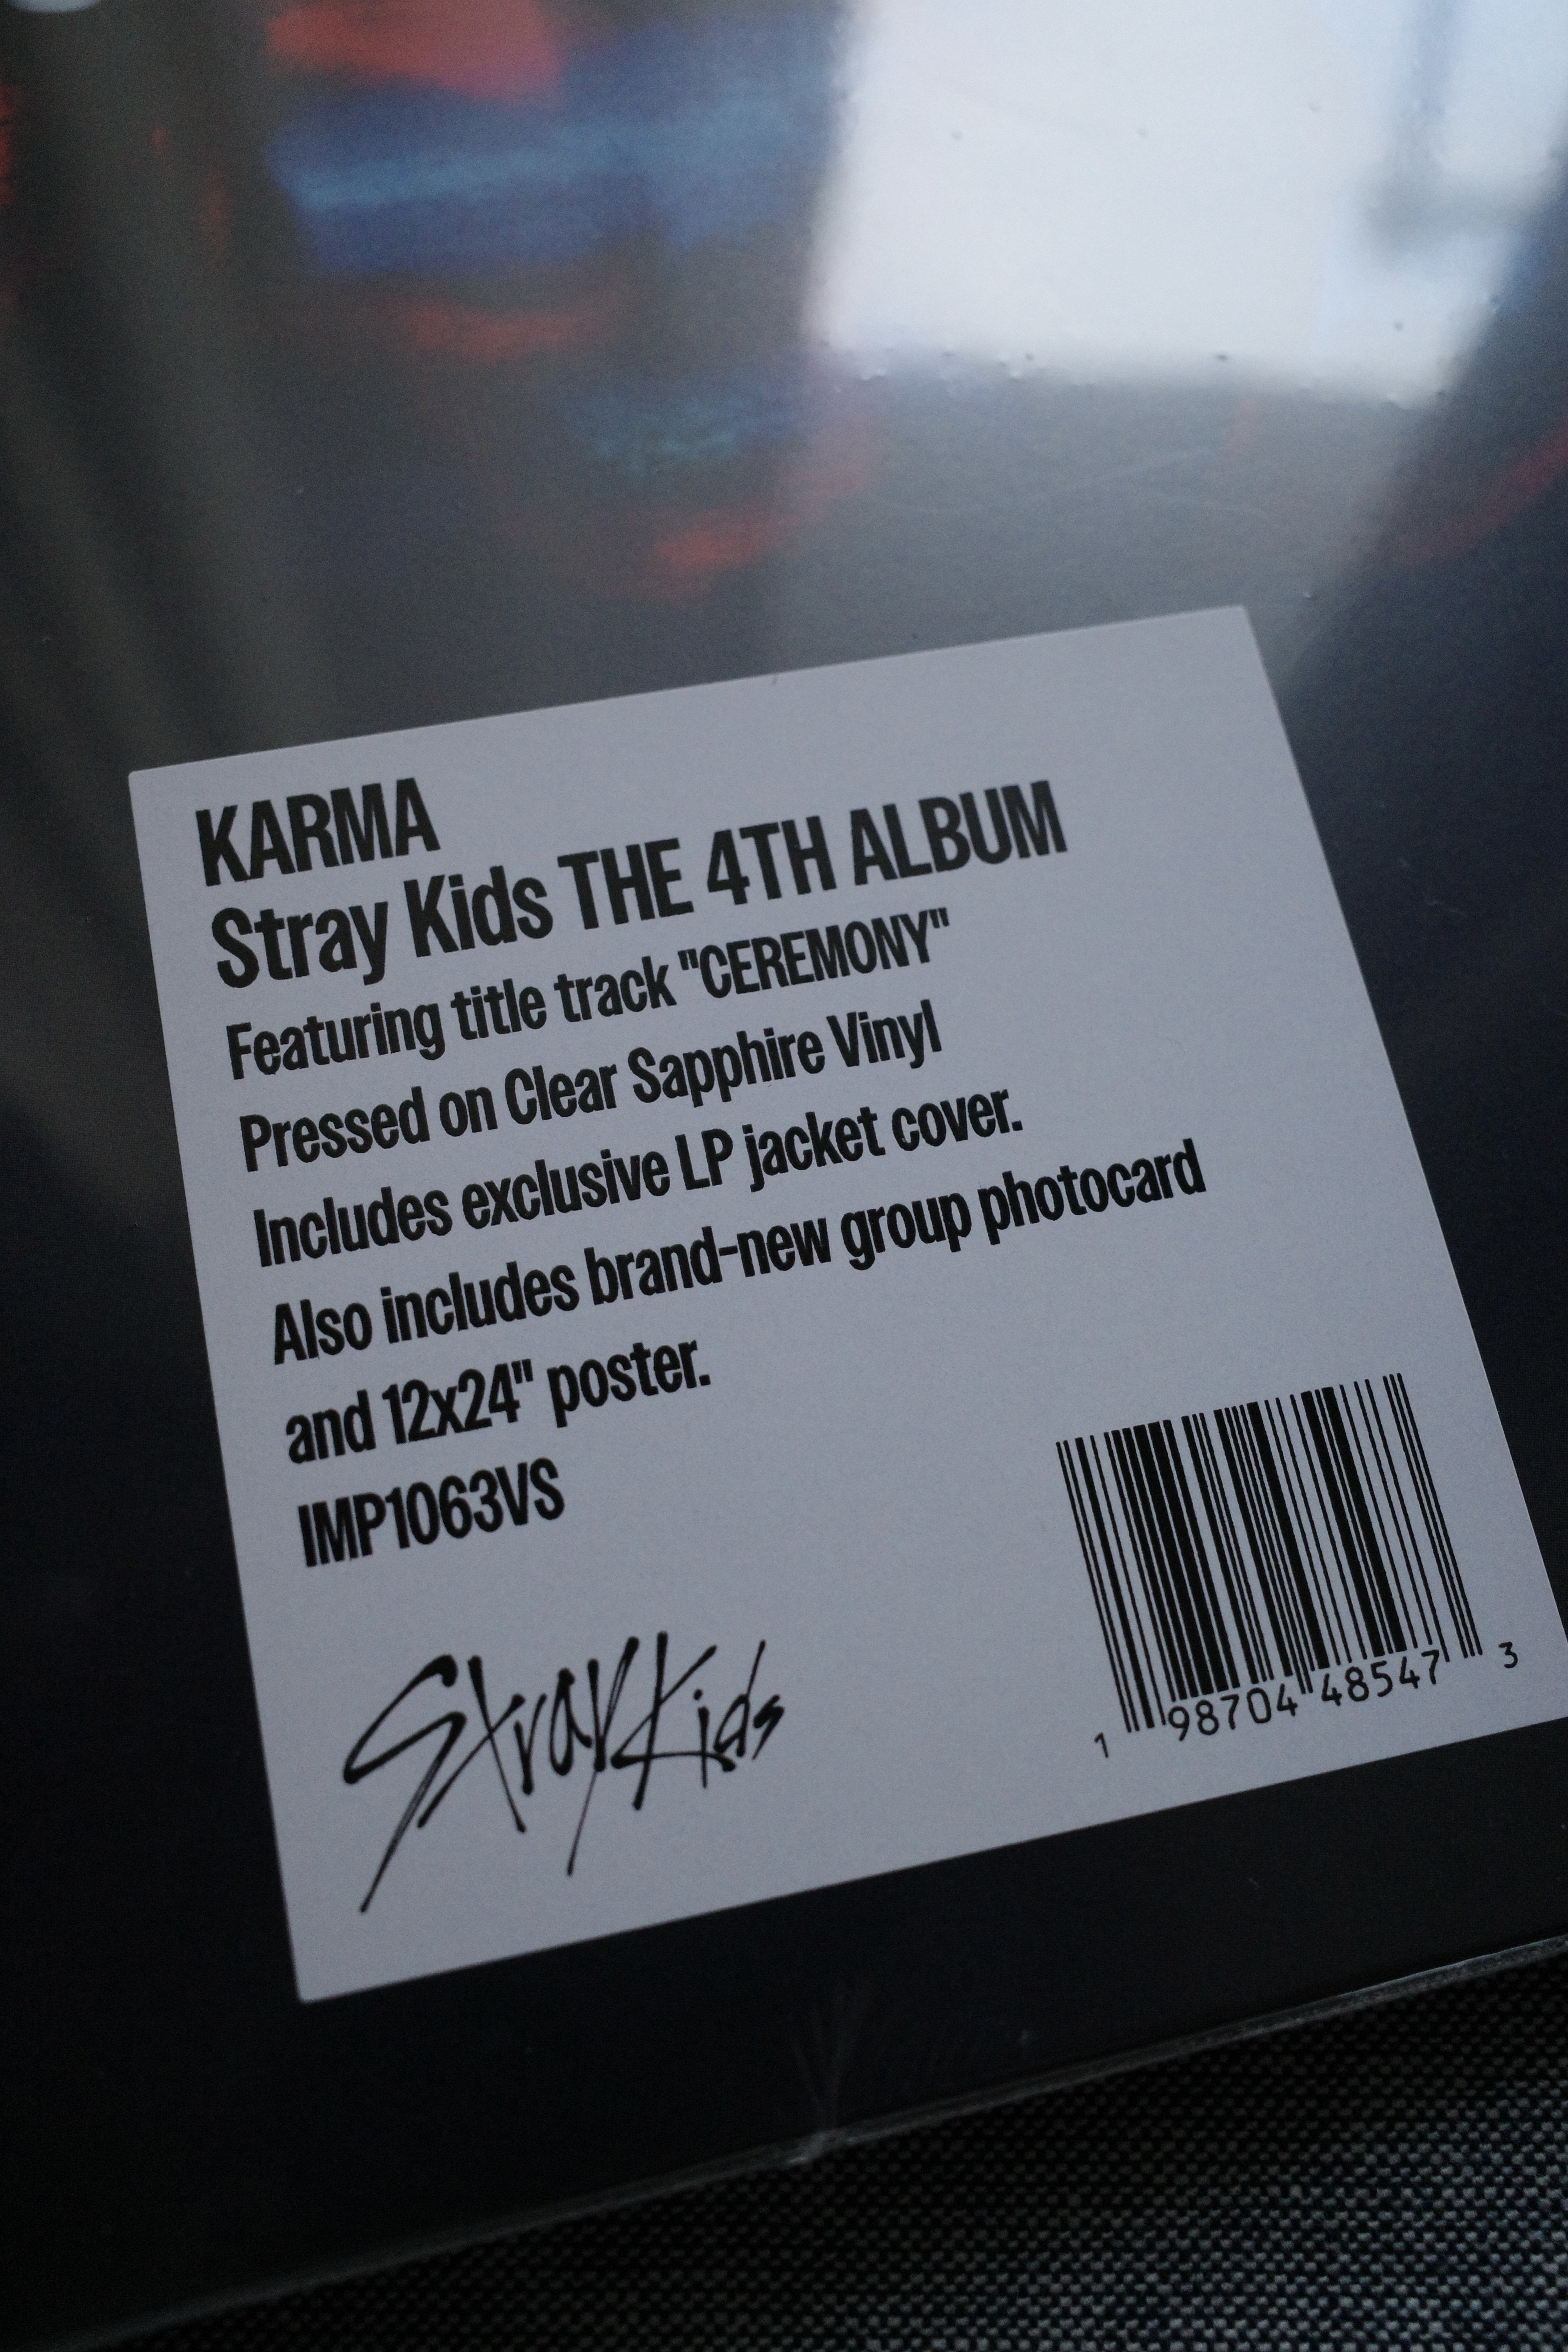 KARMA
Stray Kids THE 4TH ALBUM
Featuring title track "CEREMONY"
Pressed on Clear Sapphire Vinyl
Includes exclusive LP jacket cover.
Also includes brand-new group photocard
and 12x24" poster.
IMP1063VS
Stray Kids
1 98704 48547 3